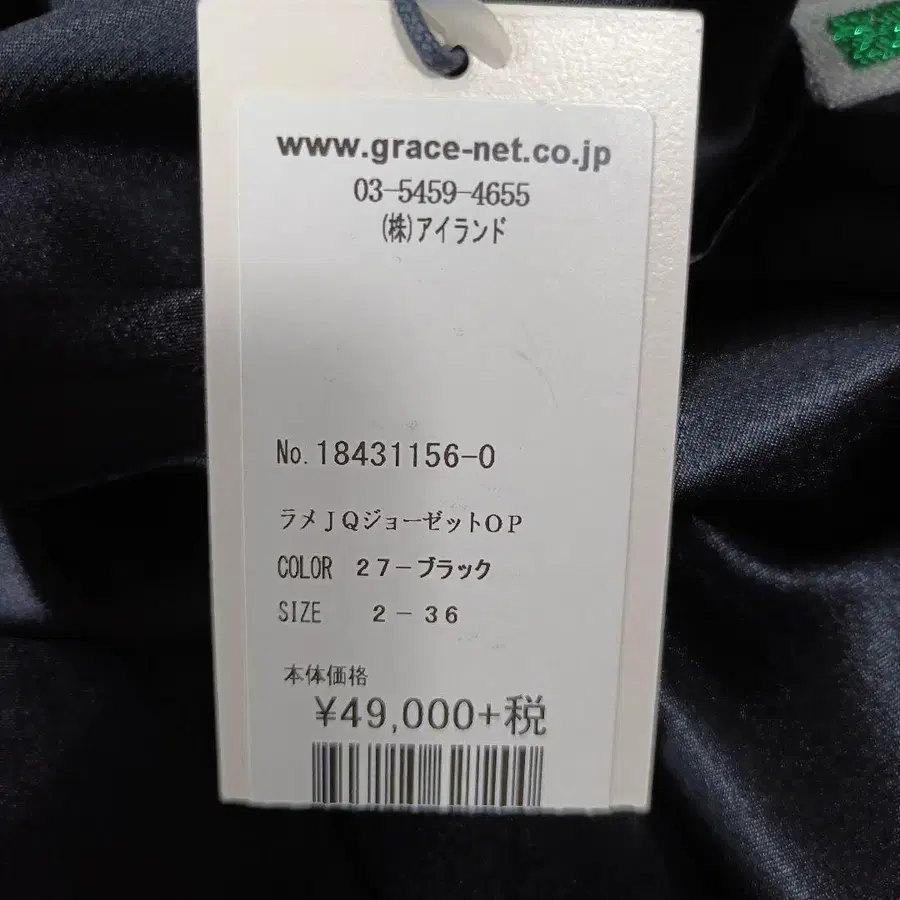 www.grace-net.co.jp
03-5459-4655
(株)アイランド
No.18431156-0
ラメＪＱジョーゼットＯＰ
COLOR ２７－ブラック
SIZE ２－３６
本体価格
¥49,000+税